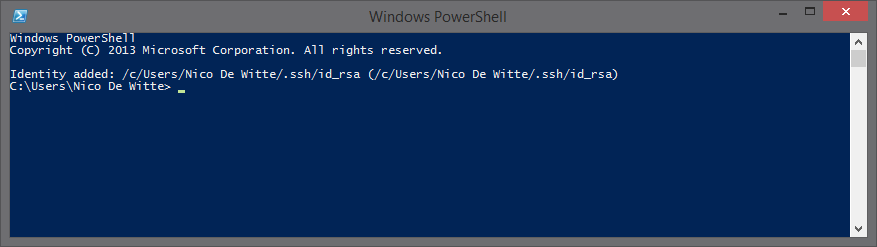 Windows PowerShell
Windows PowerShell
Copyright (C) 2013 Microsoft Corporation. All rights reserved.
Identity added: /c/Users/Nico De Witte/.ssh/id_rsa (/c/Users/Nico De Witte/.ssh/id_rsa)
C:\Users\Nico De Witte>